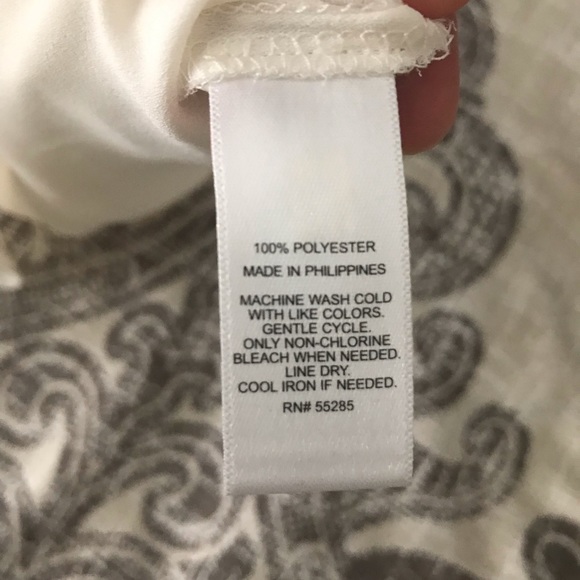 100% POLYESTER
MADE IN PHILIPPINES
MACHINE WASH COLD
WITH LIKE COLORS.
GENTLE CYCLE.
ONLY NON-CHLORINE
BLEACH WHEN NEEDED.
LINE DRY.
COOL IRON IF NEEDED.
RN# 55285